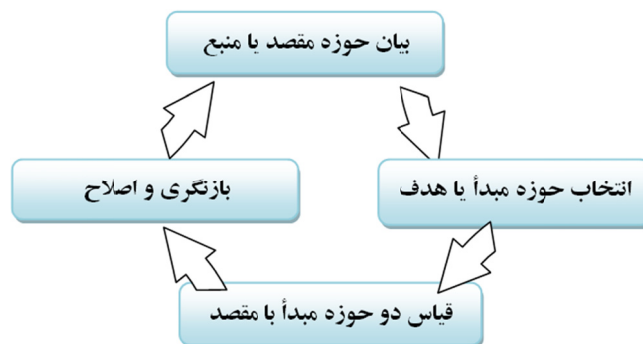 بیان حوزه مقصد یا منبع
انتخاب حوزه مبدأ یا هدف
قیاس دو حوزه مبدأ با مقصد
بازنگری و اصلاح